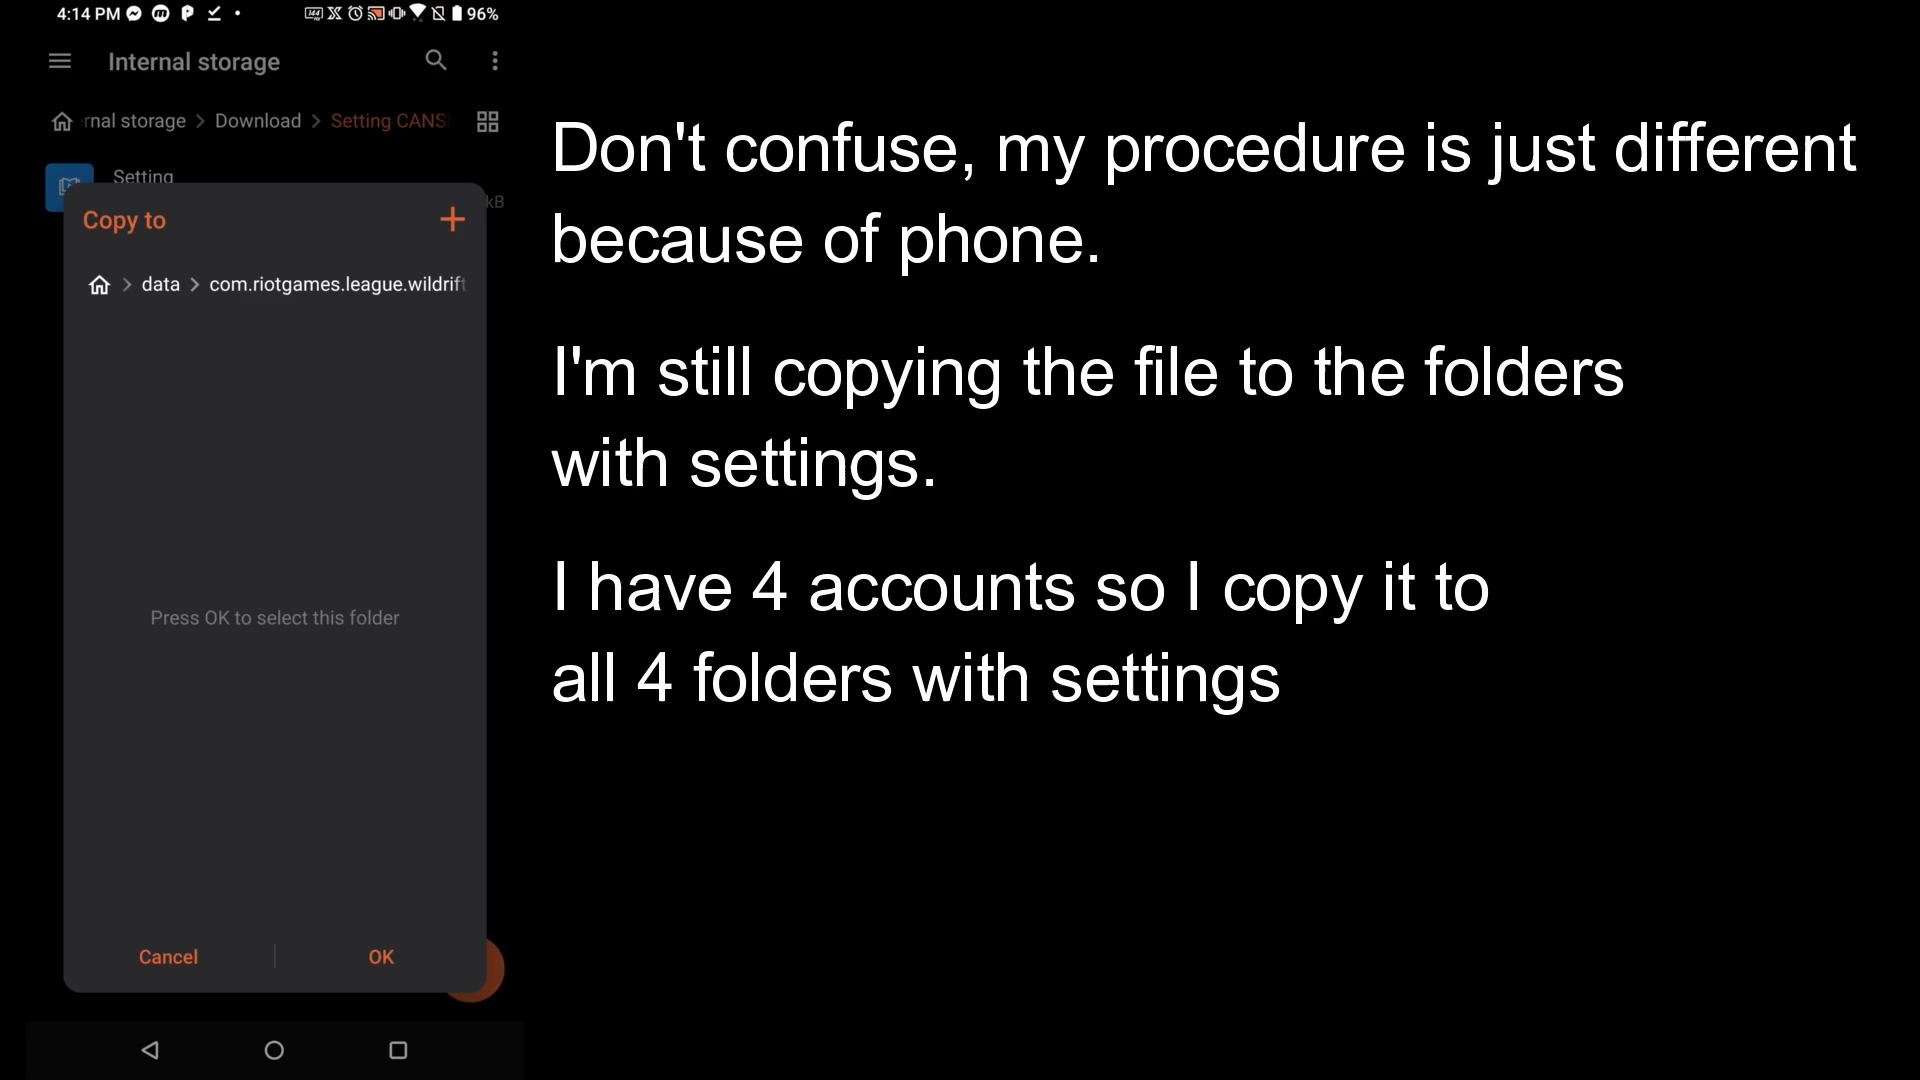 4:14 PM
144
96%
Internal storage
rnal storage > Download > Setting CANS
Setting
kB
Copy to
data > com.riotgames.league.wildrift
Press OK to select this folder
Cancel
OK
Don't confuse, my procedure is just different
because of phone.
I'm still copying the file to the folders
with settings.
I have 4 accounts so I copy it to
all 4 folders with settings